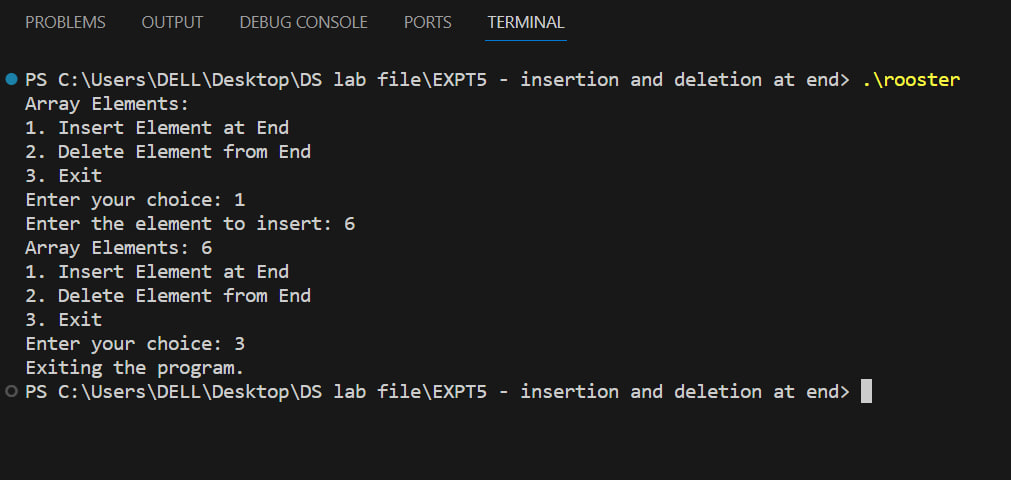 PROBLEMS OUTPUT DEBUG CONSOLE PORTS TERMINAL
PS C:\Users\DELL\Desktop\DS lab file\EXPT5 - insertion and deletion at end> .\rooster
Array Elements:
1. Insert Element at End
2. Delete Element from End
3. Exit
Enter your choice: 1
Enter the element to insert: 6
Array Elements: 6
1. Insert Element at End
2. Delete Element from End
3. Exit
Enter your choice: 3
Exiting the program.
PS C:\Users\DELL\Desktop\DS lab file\EXPT5 - insertion and deletion at end>